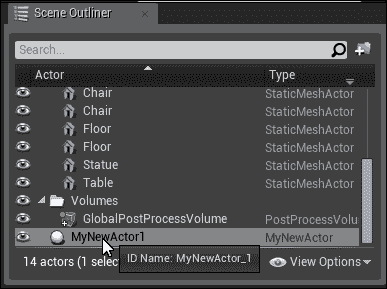 Scene Outliner
Search...
Actor Type
Chair StaticMeshActor
Chair StaticMeshActor
Floor StaticMeshActor
Floor StaticMeshActor
Statue StaticMeshActor
Table StaticMeshActor
Volumes
GlobalPostProcessVolume PostProcessVolu
MyNewActor1 MyNewActor
14 actors (1 selec View Options
ID Name: MyNewActor_1